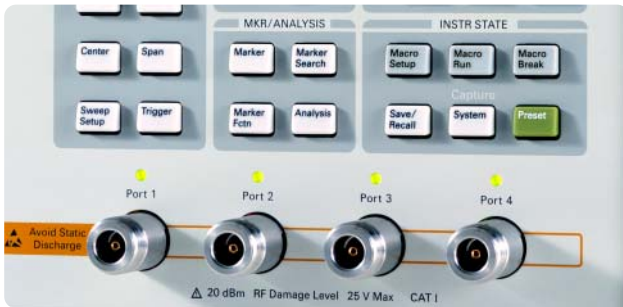 MKR/ANALYSIS
INSTR STATE
Center
Span
Marker
Marker
Search
Macro
Setup
Macro
Run
Macro
Break
Capture
Sweep
Setup
Trigger
Marker
Fctn
Analysis
Save/
Recall
System
Preset
Port 1
Port 2
Port 3
Port 4
Avoid Static
Discharge
20 dBm RF Damage Level 25 V Max CAT I